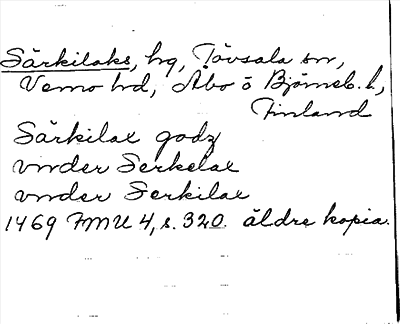 Särkilaks, hg, Tövsala sn,
Vemo hd, Åbo ö Björneb. l,
Finland
Särkilax godz
vnder Serkelax
vnder Serkilax
1469 FMU 4, s. 320. äldre kopia.